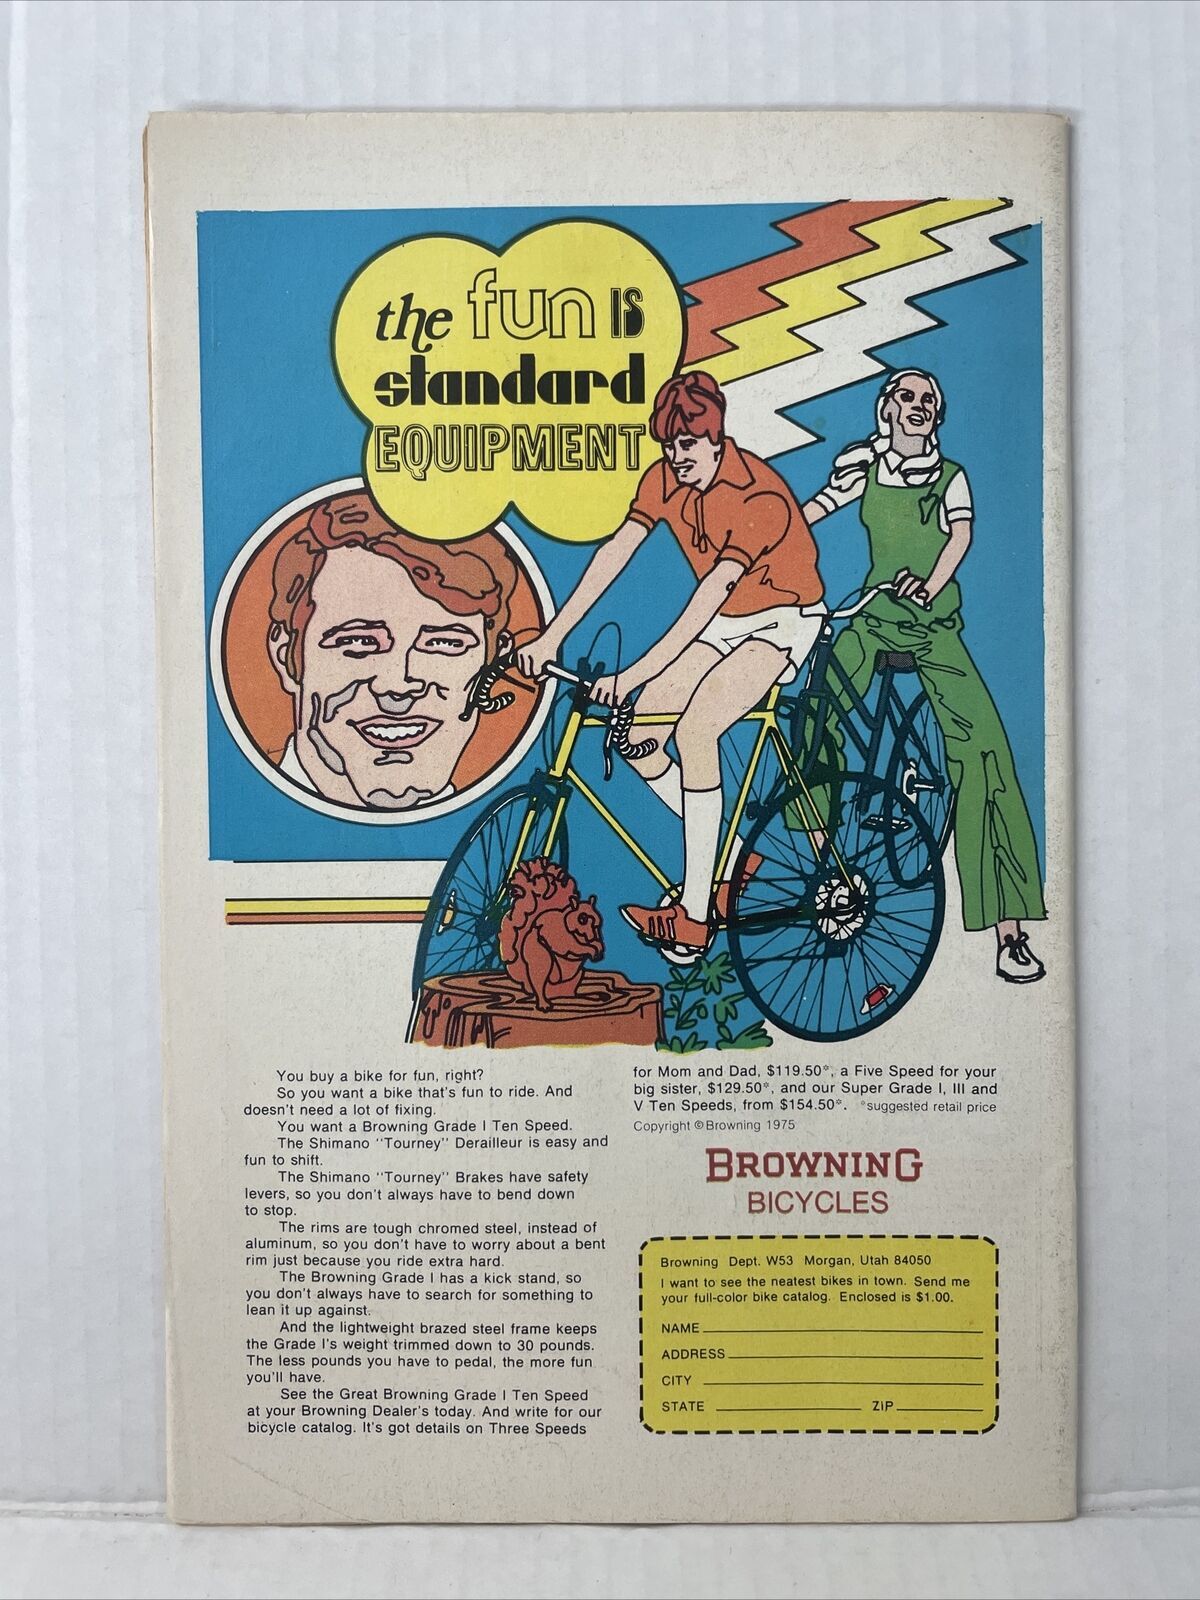 the fun IS
standard
EQUIPMENT
You buy a bike for fun, right?
So you want a bike that's fun to ride. And
doesn't need a lot of fixing.
You want a Browning Grade I Ten Speed.
The Shimano "Tourney" Derailleur is easy and
fun to shift.
The Shimano "Tourney" Brakes have safety
levers, so you don't always have to bend down
to stop.
The rims are tough chromed steel, instead of
aluminum, so you don't have to worry about a bent
rim just because you ride extra hard.
The Browning Grade I has a kick stand, so
you don't always have to search for something to
lean it up against.
And the lightweight brazed steel frame keeps
the Grade I's weight trimmed down to 30 pounds.
The less pounds you have to pedal, the more fun
you'll have.
See the Great Browning Grade I Ten Speed
at your Browning Dealer's today. And write for our
bicycle catalog. It's got details on Three Speeds
for Mom and Dad, $119.50*, a Five Speed for your
big sister, $129.50*, and our Super Grade I, III and
V Ten Speeds, from $154.50*. *suggested retail price
Copyright © Browning 1975
BROWNING
BICYCLES
Browning Dept. W53 Morgan, Utah 84050
I want to see the neatest bikes in town. Send me
your full-color bike catalog. Enclosed is $1.00.
NAME
ADDRESS
CITY
STATE ZIP